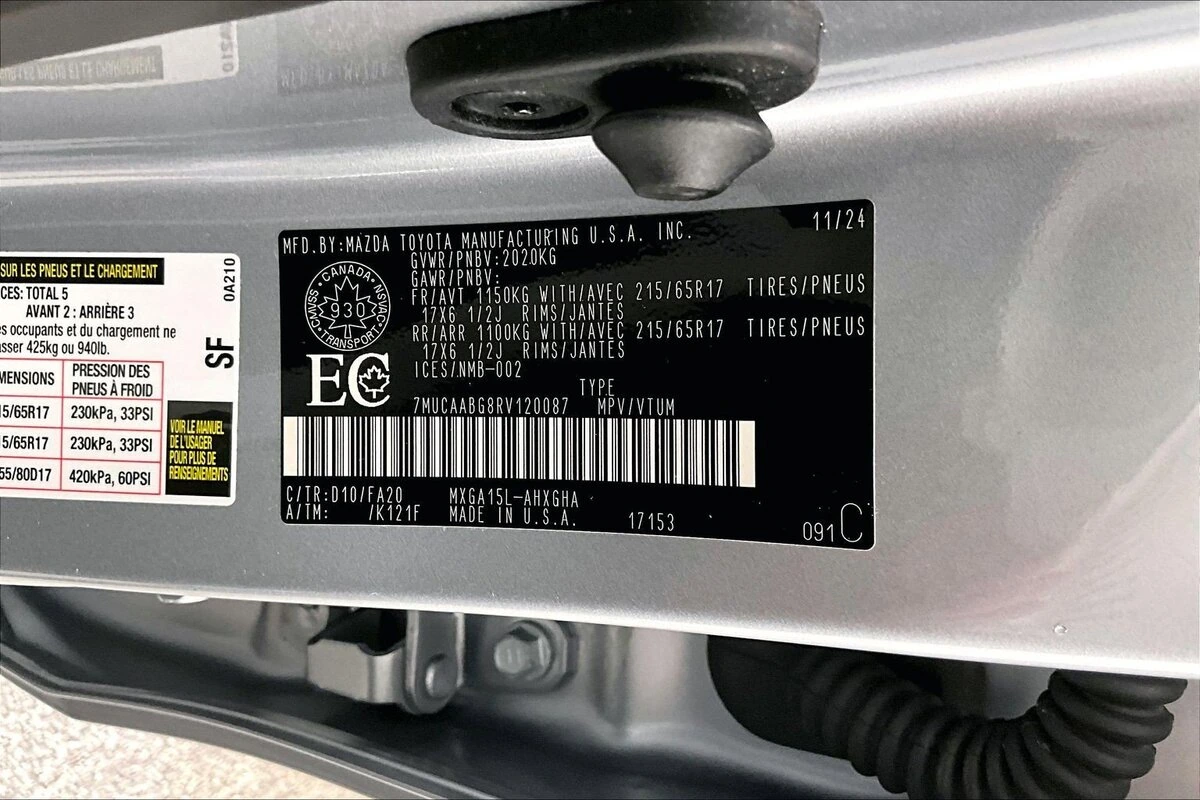 SUR LES PNEUS ET LE CHARGEMENT
CES: TOTAL 5
AVANT 2 : ARRIÈRE 3
es occupants et du chargement ne
asser 425kg ou 940lb.
MENSIONS PRESSION DES PNEUS À FROID
15/65R17 230kPa, 33PSI
15/65R17 230kPa, 33PSI
55/80D17 420kPa, 60PSI
0A210
SF
VOIR LE MANUEL
DE L'USAGER
POUR PLUS DE
RENSEIGNEMENTS
MFD.BY:MAZDA TOYOTA MANUFACTURING U.S.A. INC. 11/24
GVWR/PNBV:2020KG
GAWR/PNBV:
FR/AVT 1150KG WITH/AVEC 215/65R17 TIRES/PNEUS
17X6 1/2J RIMS/JANTES
RR/ARR 1100KG WITH/AVEC 215/65R17 TIRES/PNEUS
17X6 1/2J RIMS/JANTES
ICES/NMB-002
CANADA
CMVSS NSVAC
930
TRANSPORT
EC
TYPE
7MUCAABG8RV120087 MPV/VTUM
C/TR:D10/FA20 MXGA15L-AHXGHA
A/TM: /K121F MADE IN U.S.A. 17153
091C